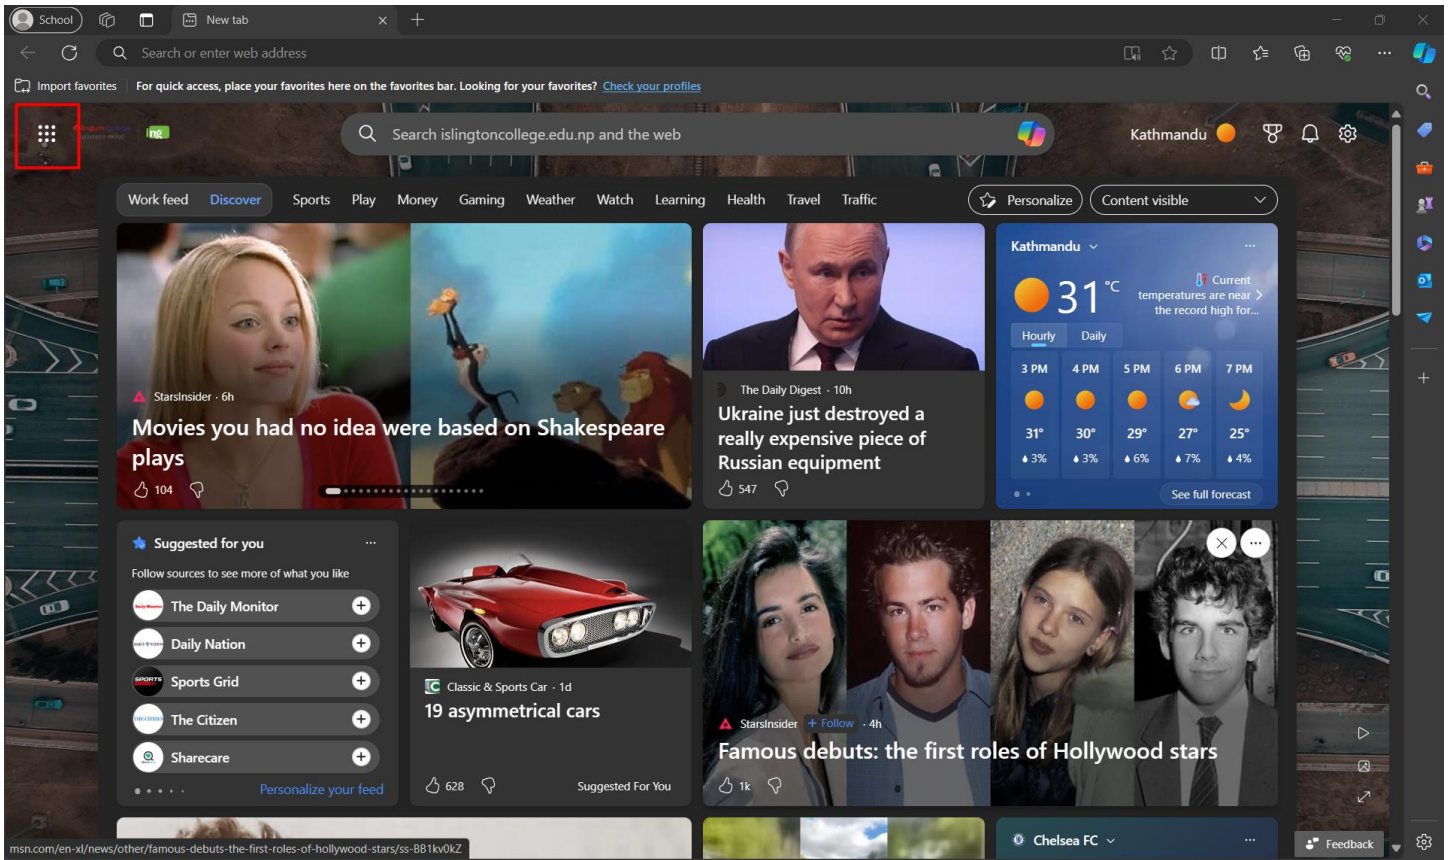 School
New tab
Search or enter web address
Import favorites
For quick access, place your favorites here on the favorites bar. Looking for your favorites? Check your profiles
ing
Search islingtoncollege.edu.np and the web
Kathmandu
Work feed Discover Sports Play Money Gaming Weather Watch Learning Health Travel Traffic
Personalize
Content visible
StarsInsider · 6h
Movies you had no idea were based on Shakespeare
plays
104
The Daily Digest · 10h
Ukraine just destroyed a
really expensive piece of
Russian equipment
547
Kathmandu
31 °C
Current
temperatures are near
the record high for...
Hourly Daily
3 PM 4 PM 5 PM 6 PM 7 PM
31° 30° 29° 27° 25°
3% 3% 6% 7% 4%
See full forecast
Suggested for you
Follow sources to see more of what you like
The Daily Monitor
Daily Nation
Sports Grid
The Citizen
Sharecare
Personalize your feed
Classic & Sports Car · 1d
19 asymmetrical cars
628
Suggested For You
StarsInsider + Follow · 4h
Famous debuts: the first roles of Hollywood stars
1k
Chelsea FC
msn.com/en-xl/news/other/famous-debuts-the-first-roles-of-hollywood-stars/ss-BB1kv0kZ
Feedback